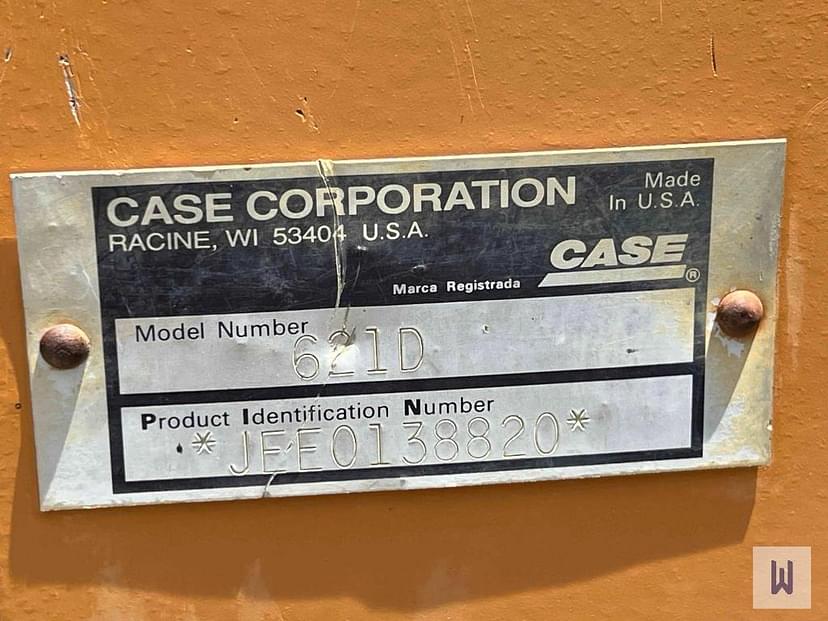 CASE CORPORATION
RACINE, WI 53404 U.S.A.
Made
In U.S.A.
CASE®
Marca Registrada
Model Number
621D
Product Identification Number
*JEE0138820*
W